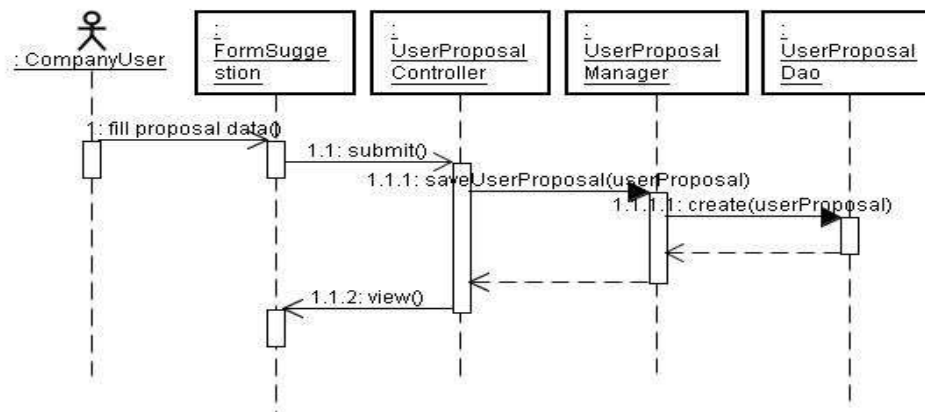 : CompanyUser
:
FormSugge
stion
:
UserProposal
Controller
:
UserProposal
Manager
:
UserProposal
Dao
1: fill proposal data()
1.1: submit()
1.1.1: saveUserProposal(userProposal)
1.1.1.1: create(userProposal)
1.1.2: view()